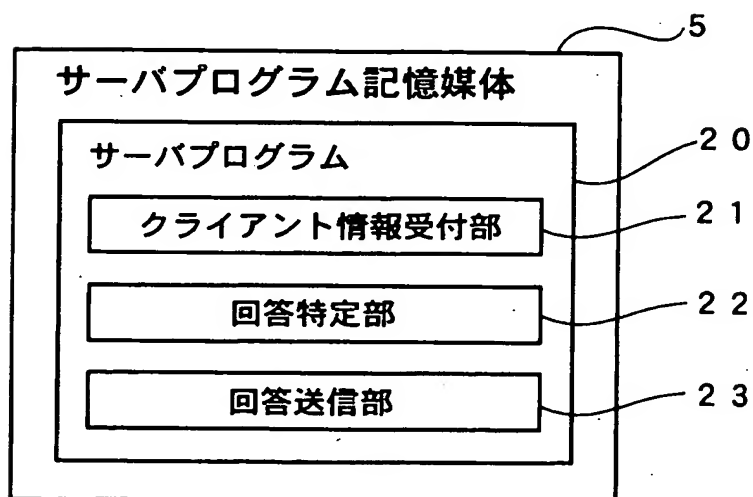 5
サーバプログラム記憶媒体
サーバプログラム
20
クライアント情報受付部
21
回答特定部
22
回答送信部
23